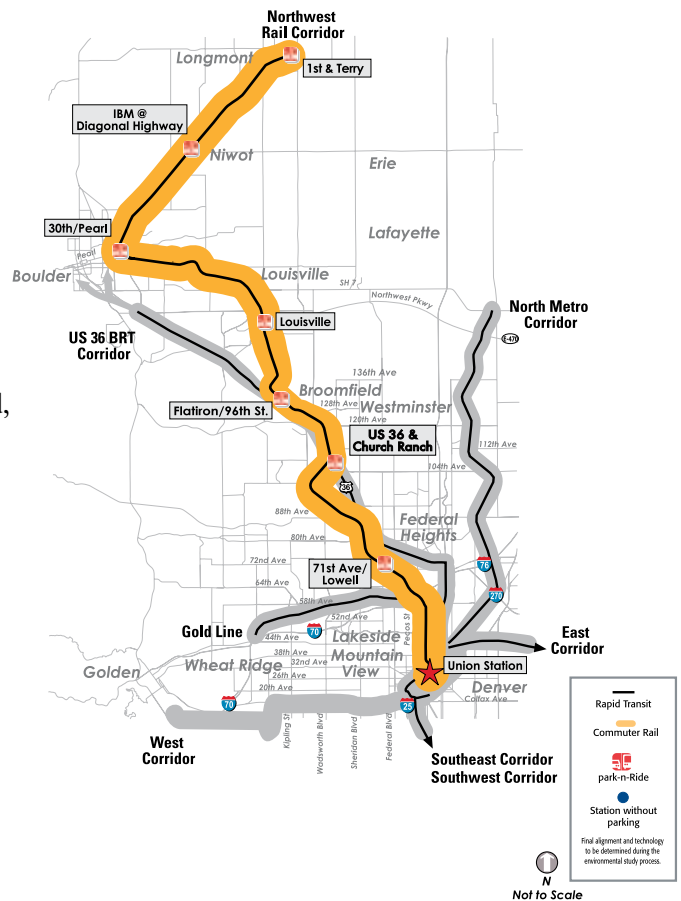 Northwest
Rail Corridor
Longmont
1st & Terry
IBM @
Diagonal Highway
Niwot
Erie
30th/Pearl
Lafayette
Pearl
Boulder
Louisville
SH 7
Northwest Pkwy
North Metro
Corridor
Louisville
US 36 BRT
Corridor
E-470
136th Ave
Broomfield
128th Ave
Westminster
Flatiron/96th St.
120th Ave
l,
US 36 &
Church Ranch
112th Ave
104th Ave
36
88th Ave
Federal
Heights
80th Ave
72nd Ave
71st Ave/
Lowell
76
64th Ave
58th Ave
270
52nd Ave
Pecos St
Gold Line
70
44th Ave
Lakeside
East
Corridor
38th Ave
Mountain
View
Wheat Ridge
32nd Ave
Union Station
Golden
26th Ave
20th Ave
Denver
Colfax Ave
70
25
Kipling St
Wadsworth Blvd
Sheridan Blvd
Federal Blvd
West
Corridor
Southeast Corridor
Southwest Corridor
Rapid Transit
Commuter Rail
park-n-Ride
Station without
parking
Final alignment and technology
to be determined during the
environmental study process.
N
Not to Scale